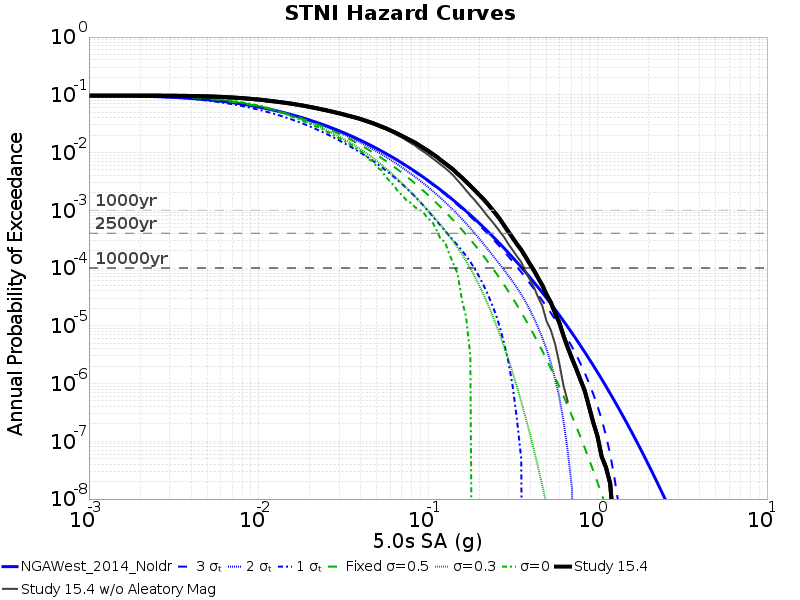 STNI Hazard Curves
10^0
10^-1
10^-2
10^-3
10^-4
10^-5
10^-6
10^-7
10^-8
Annual Probability of Exceedance
1000yr
2500yr
10000yr
10^-3 10^-2 10^-1 10^0 10^1
5.0s SA (g)
NGAWest_2014_NoIdr 3 σₜ 2 σₜ 1 σₜ Fixed σ=0.5 σ=0.3 σ=0 Study 15.4
Study 15.4 w/o Aleatory Mag